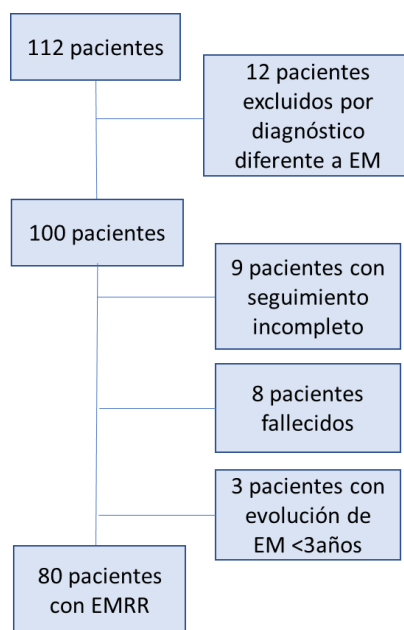 112 pacientes
12 pacientes
excluidos por
diagnóstico
diferente a EM
100 pacientes
9 pacientes con
seguimiento
incompleto
8 pacientes
fallecidos
3 pacientes con
evolución de
EM <3años
80 pacientes
con EMRR